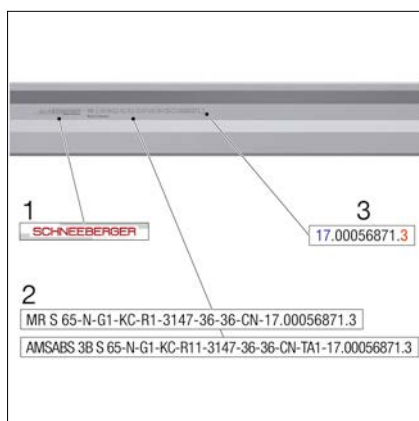 1
SCHNEEBERGER
3
17.00056871.3
2
MR S 65-N-G1-KC-R1-3147-36-36-CN-17.00056871.3
AMSABS 3B S 65-N-G1-KC-R11-3147-36-36-CN-TA1-17.00056871.3